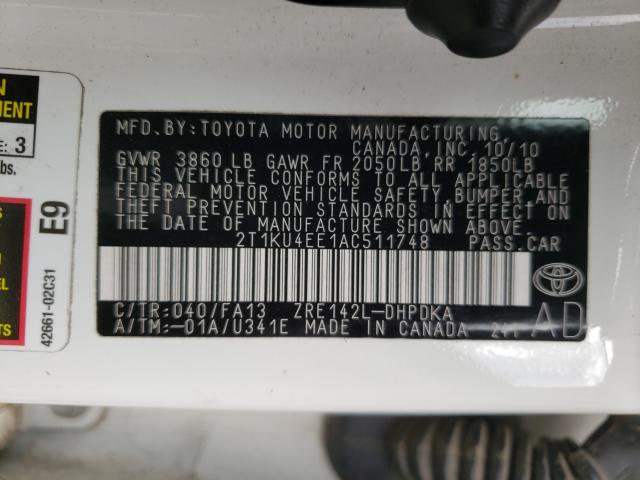 MENT
E: 3
bs.
E9
42661-02C31
MFD. BY: TOYOTA MOTOR MANUFACTURING
CANADA, INC. 10/10
GVWR 3860 LB GAWR FR 2050LB, RR 1850LB
THIS VEHICLE CONFORMS TO ALL APPLICABLE
FEDERAL MOTOR VEHICLE SAFETY, BUMPER, AND
THEFT PREVENTION STANDARDS IN EFFECT ON
THE DATE OF MANUFACTURE SHOWN ABOVE.
2T1KU4EE1AC511748 PASS. CAR
C/TR:040/FA13 ZRE142L-DHPDKA
A/TM:-01A/U341E MADE IN CANADA
AD